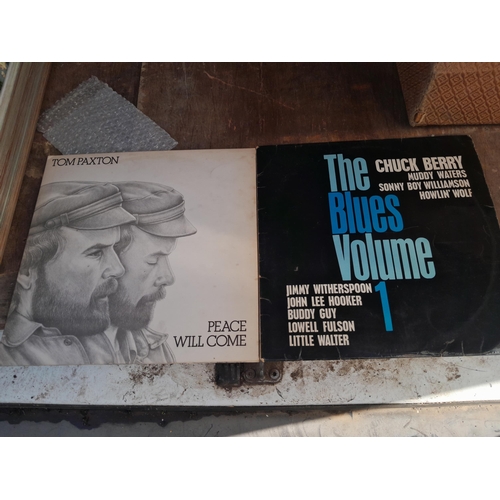 TOM PAXTON
PEACE
WILL COME
The
Blues
Volume
1
CHUCK BERRY
MUDDY WATERS
SONNY BOY WILLIAMSON
HOWLIN' WOLF
JIMMY WITHERSPOON
JOHN LEE HOOKER
BUDDY GUY
LOWELL FULSON
LITTLE WALTER